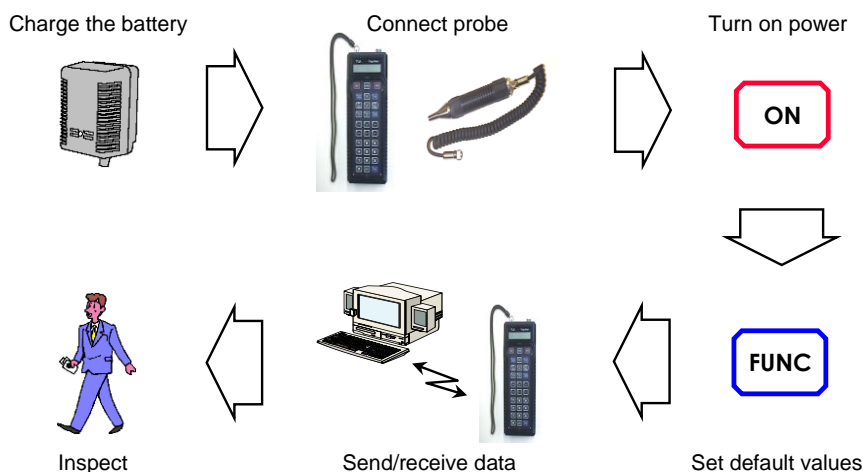 Charge the battery
Connect probe
Turn on power
ON
FUNC
Inspect
Send/receive data
Set default values